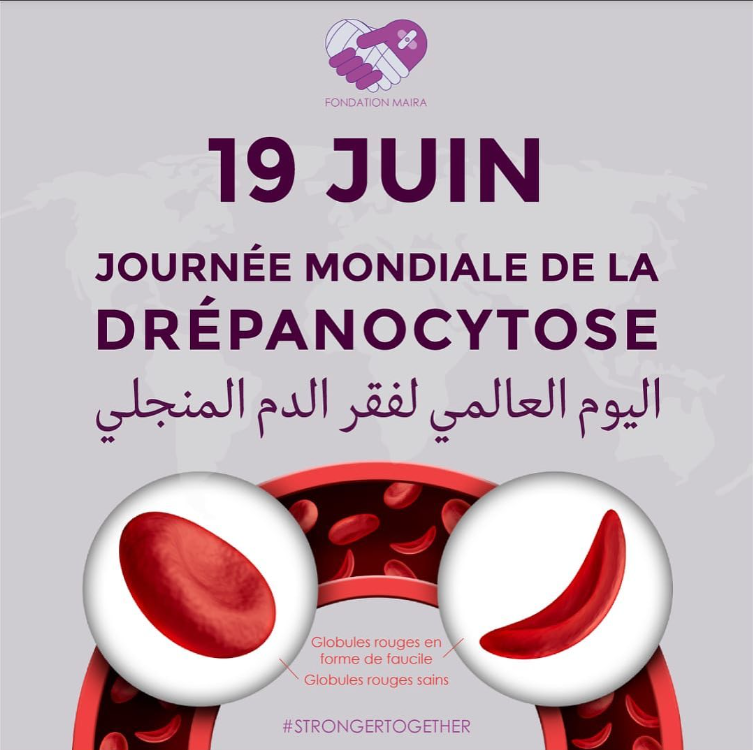 FONDATION MAIRA
19 JUIN
JOURNÉE MONDIALE DE LA
DRÉPANOCYTOSE
اليوم العالمي لفقر الدم المنجلي
Globules rouges en
forme de faucile
Globules rouges sains
#STRONGERTOGETHER